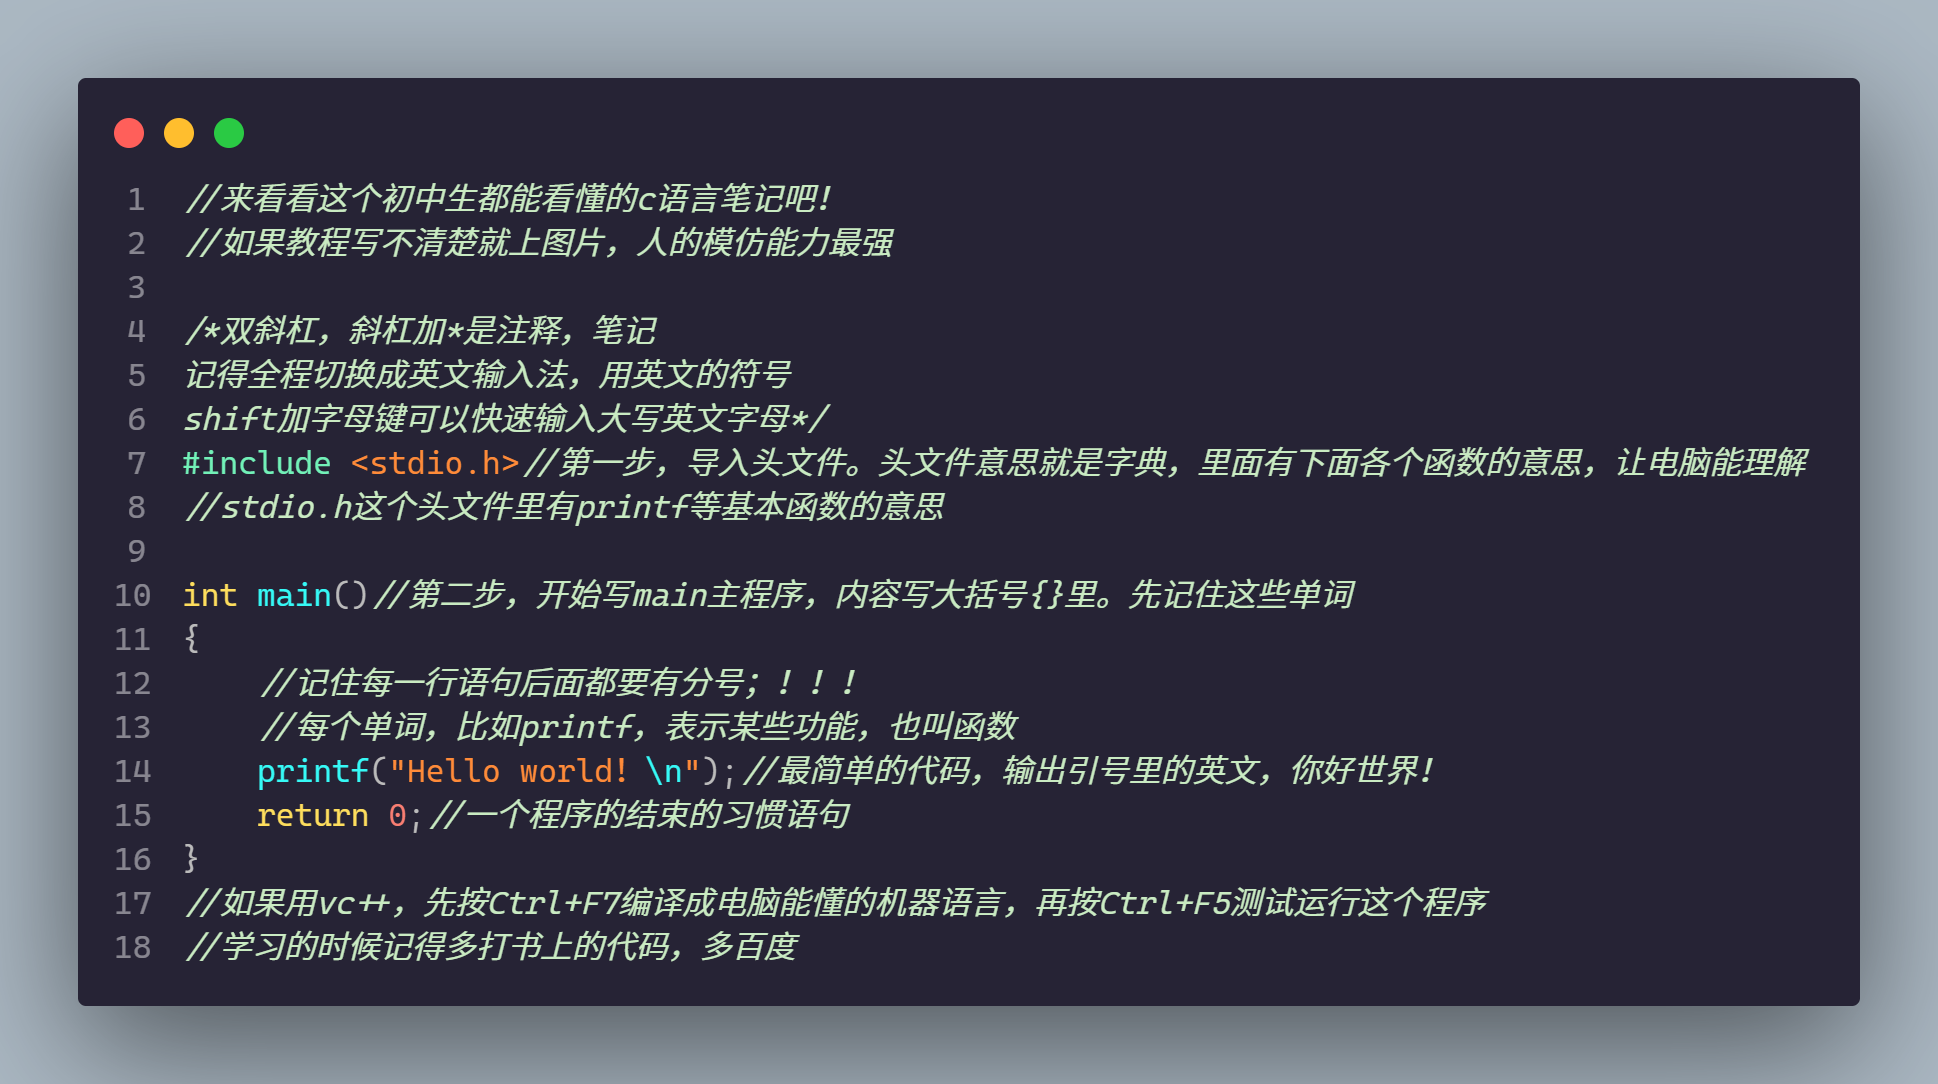 1 //来看看这个初中生都能看懂的c语言笔记吧！
2 //如果教程写不清楚就上图片，人的模仿能力最强
3
4 /*双斜杠，斜杠加*是注释，笔记
5 记得全程切换成英文输入法，用英文的符号
6 shift加字母键可以快速输入大写英文字母*/
7 #include <stdio.h>//第一步，导入头文件。头文件意思就是字典，里面有下面各个函数的意思，让电脑能理解
8 //stdio.h这个头文件里有printf等基本函数的意思
9
10 int main()//第二步，开始写main主程序，内容写大括号{}里。先记住这些单词
11 {
12     //记住每一行语句后面都要有分号；！！！
13     //每个单词，比如printf，表示某些功能，也叫函数
14     printf("Hello world！\n");//最简单的代码，输出引号里的英文，你好世界！
15     return 0;//一个程序的结束的习惯语句
16 }
17 //如果用vc++，先按Ctrl+F7编译成电脑能懂的机器语言，再按Ctrl+F5测试运行这个程序
18 //学习的时候记得多打书上的代码，多百度